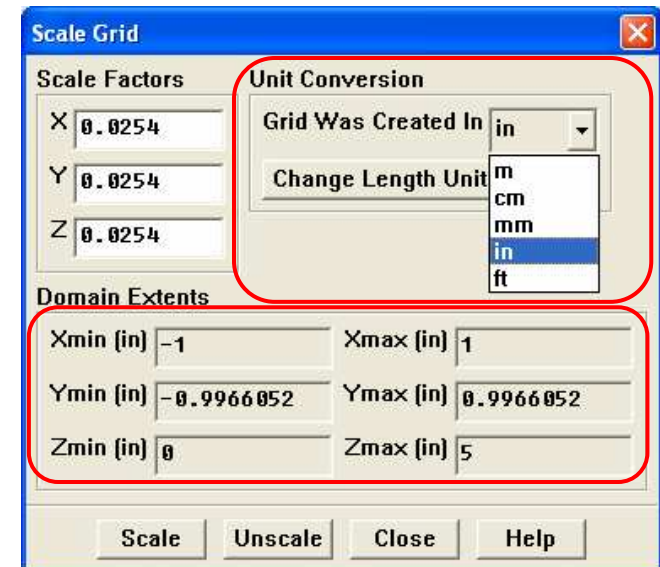 Scale Grid
Scale Factors
Unit Conversion
X 0.0254
Grid Was Created In in
Y 0.0254
Change Length Unit
m
cm
mm
in
ft
Z 0.0254
Domain Extents
Xmin (in) -1
Xmax (in) 1
Ymin (in) -0.9966052
Ymax (in) 0.9966052
Zmin (in) 0
Zmax (in) 5
Scale
Unscale
Close
Help